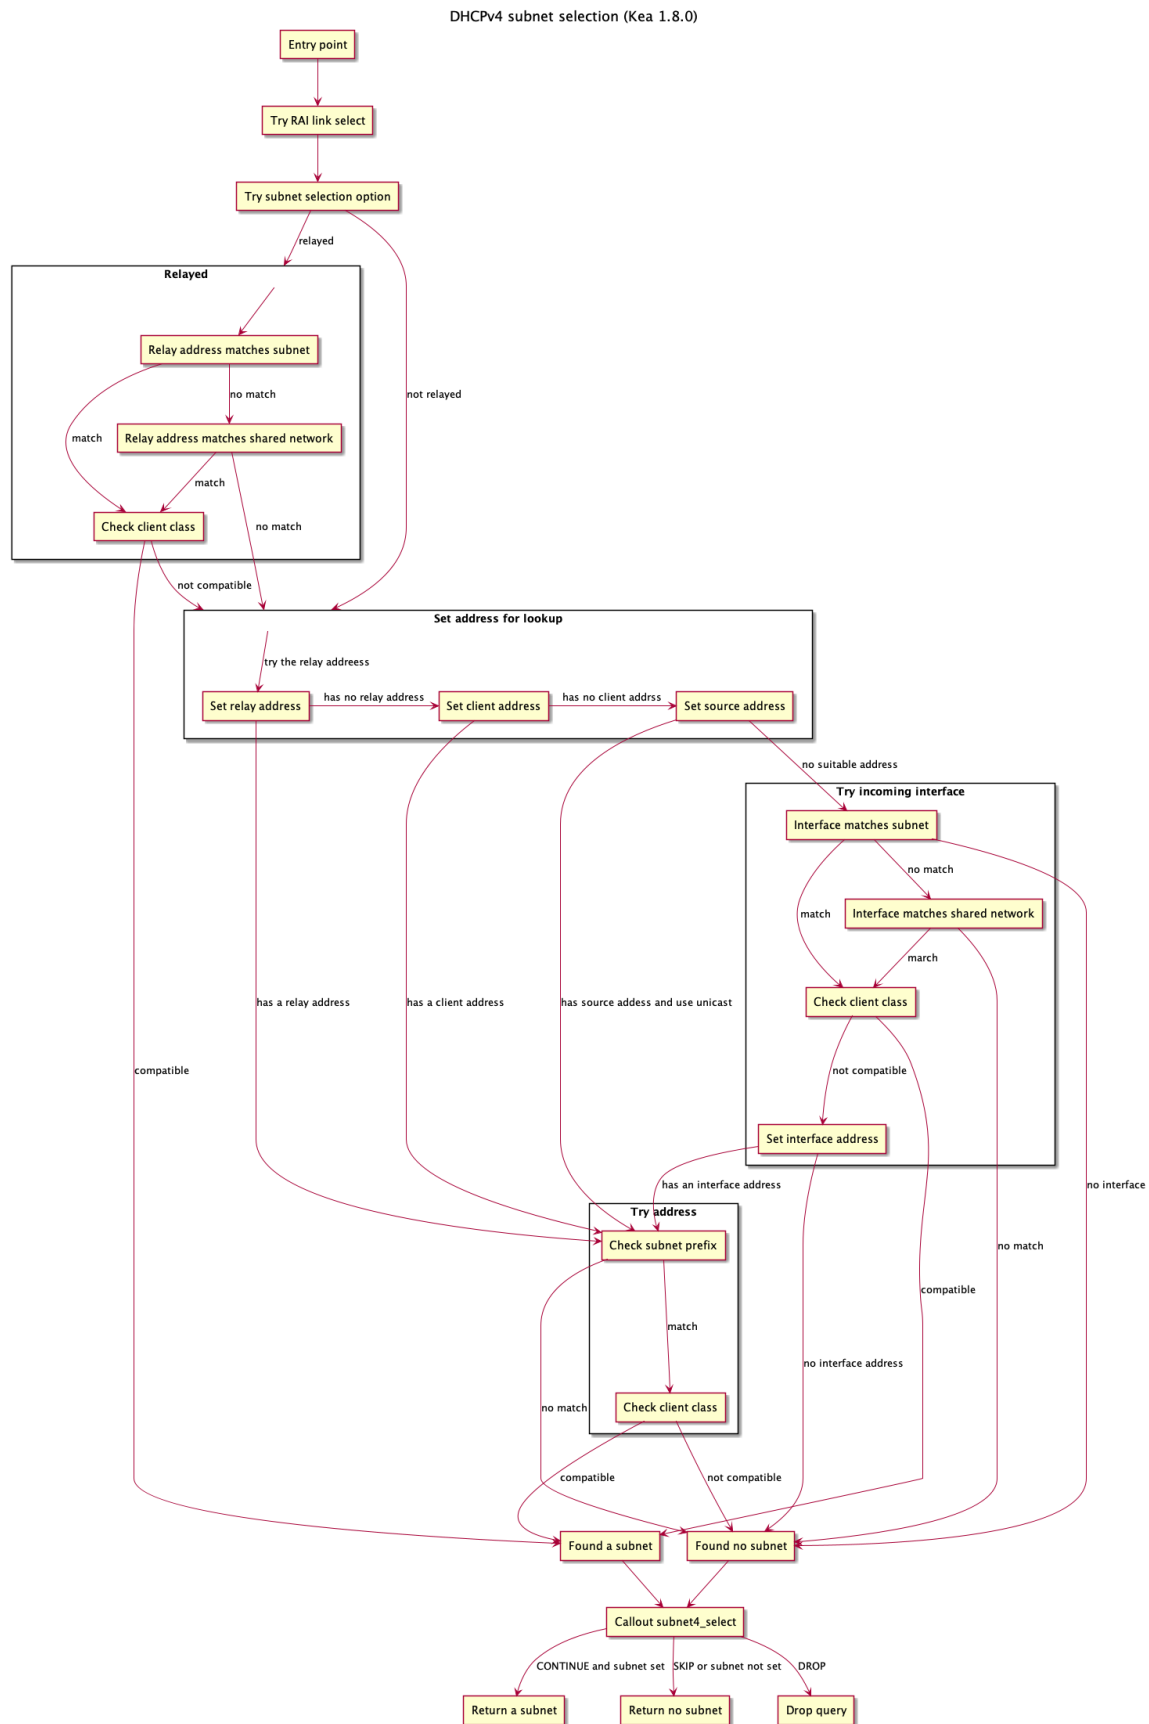 DHCPv4 subnet selection (Kea 1.8.0)
Entry point
Try RAI link select
Try subnet selection option
relayed
Relayed
Relay address matches subnet
no match
not relayed
match
Relay address matches shared network
match
Check client class
no match
not compatible
Set address for lookup
try the relay addreess
Set relay address
has no relay address
Set client address
has no client addrss
Set source address
no suitable address
Try incoming interface
Interface matches subnet
no match
match
Interface matches shared network
march
has a relay address
has a client address
has source addess and use unicast
Check client class
compatible
not compatible
Set interface address
has an interface address
no interface
Try address
Check subnet prefix
no match
compatible
match
no interface address
no match
Check client class
compatible
not compatible
Found a subnet
Found no subnet
Callout subnet4_select
CONTINUE and subnet set
SKIP or subnet not set
DROP
Return a subnet
Return no subnet
Drop query